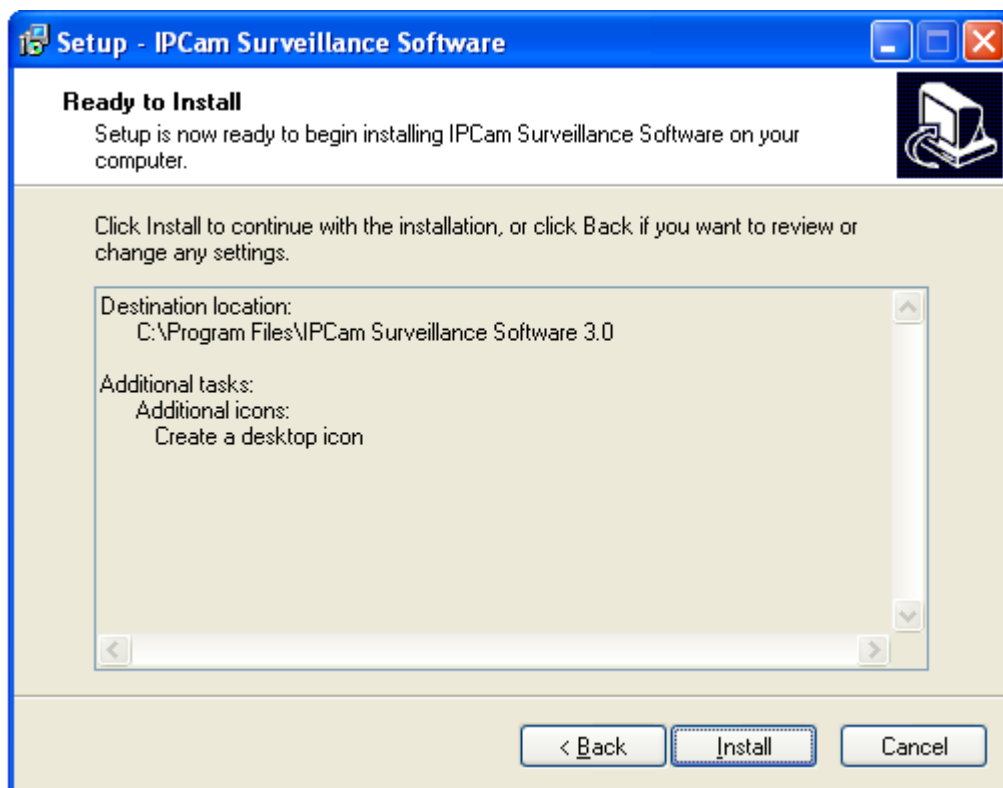 Setup - IPCam Surveillance Software
Ready to Install
Setup is now ready to begin installing IPCam Surveillance Software on your
computer.
Click Install to continue with the installation, or click Back if you want to review or
change any settings.
Destination location:
C:\Program Files\IPCam Surveillance Software 3.0
Additional tasks:
Additional icons:
Create a desktop icon
< Back
Install
Cancel